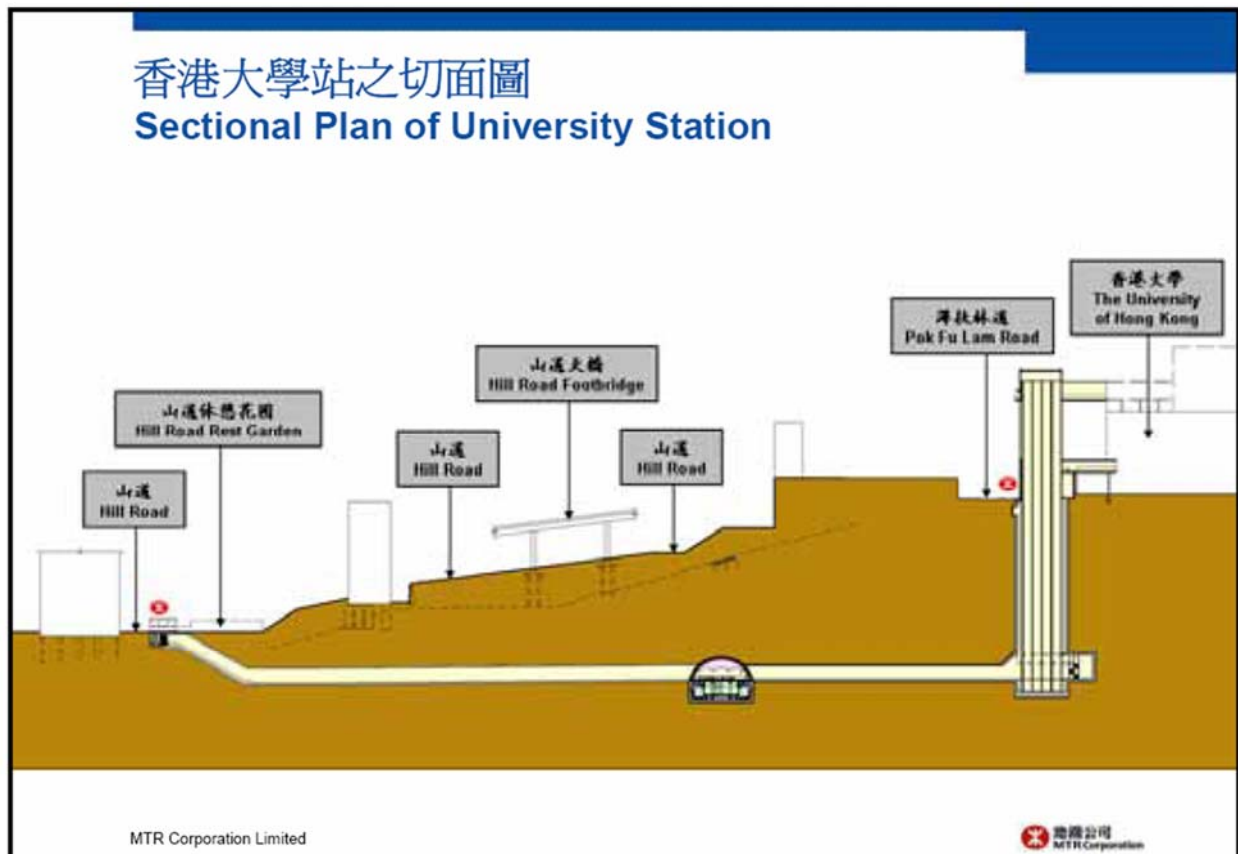 香港大學站之切面圖
Sectional Plan of University Station
香港大學
The University
of Hong Kong
薄扶林道
Pok Fu Lam Road
山道天橋
Hill Road Footbridge
山道休憩花園
Hill Road Rest Garden
山道
Hill Road
山道
Hill Road
山道
Hill Road
MTR Corporation Limited
地鐵公司
MTR Corporation